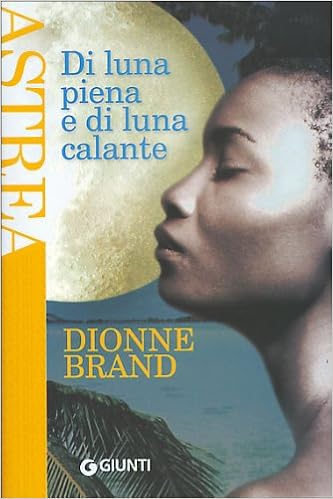 ASTREA
Di luna
piena
e di luna
calante
DIONNE
BRAND
GIUNTI